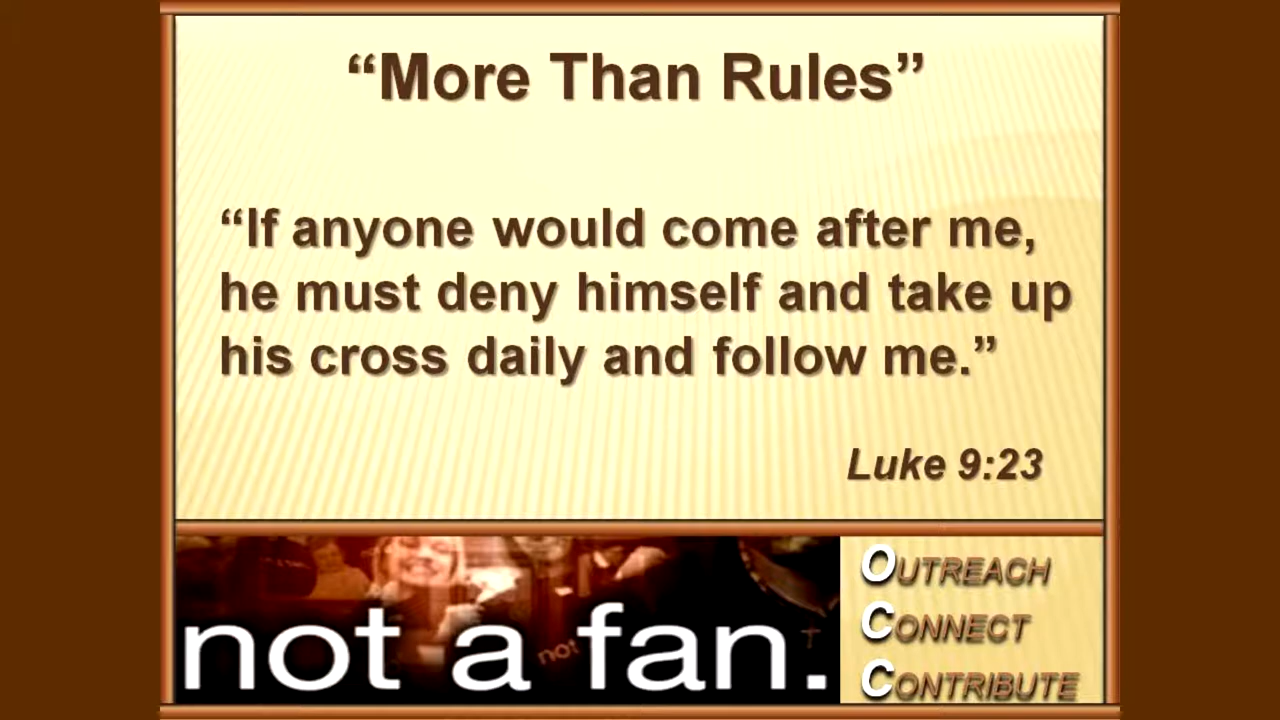 “More Than Rules”
“If anyone would come after me,
he must deny himself and take up
his cross daily and follow me.”
Luke 9:23
not a fan.
not
OUTREACH
CONNECT
CONTRIBUTE